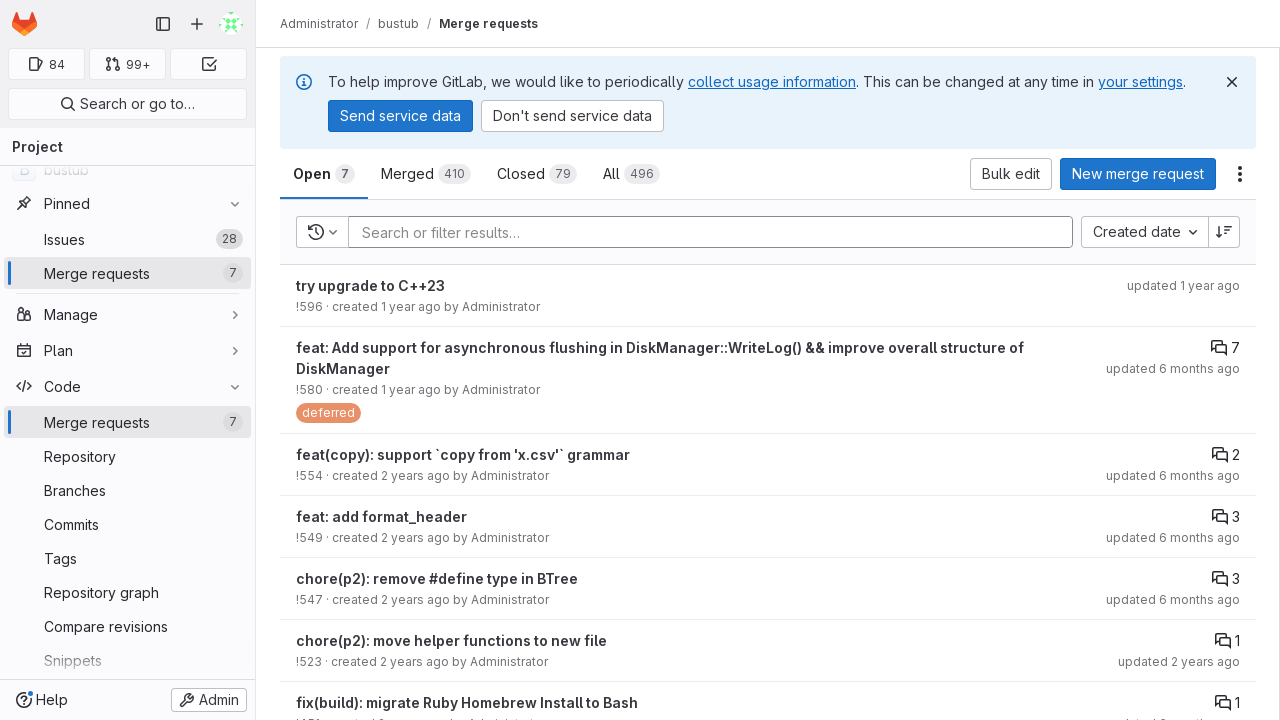 Administrator / bustub / Merge requests
84
99+
Search or go to…
Project
bustub
Pinned
Issues 28
Merge requests 7
Manage
Plan
Code
Merge requests 7
Repository
Branches
Commits
Tags
Repository graph
Compare revisions
Snippets
Help
Admin
To help improve GitLab, we would like to periodically collect usage information. This can be changed at any time in your settings.
Send service data
Don't send service data
Open 7
Merged 410
Closed 79
All 496
Bulk edit
New merge request
Search or filter results…
Created date
try upgrade to C++23
updated 1 year ago
!596 · created 1 year ago by Administrator
feat: Add support for asynchronous flushing in DiskManager::WriteLog() && improve overall structure of
DiskManager
7
updated 6 months ago
!580 · created 1 year ago by Administrator
deferred
feat(copy): support `copy from 'x.csv'` grammar
2
!554 · created 2 years ago by Administrator
updated 6 months ago
feat: add format_header
3
!549 · created 2 years ago by Administrator
updated 6 months ago
chore(p2): remove #define type in BTree
3
!547 · created 2 years ago by Administrator
updated 6 months ago
chore(p2): move helper functions to new file
1
!523 · created 2 years ago by Administrator
updated 2 years ago
fix(build): migrate Ruby Homebrew Install to Bash
1